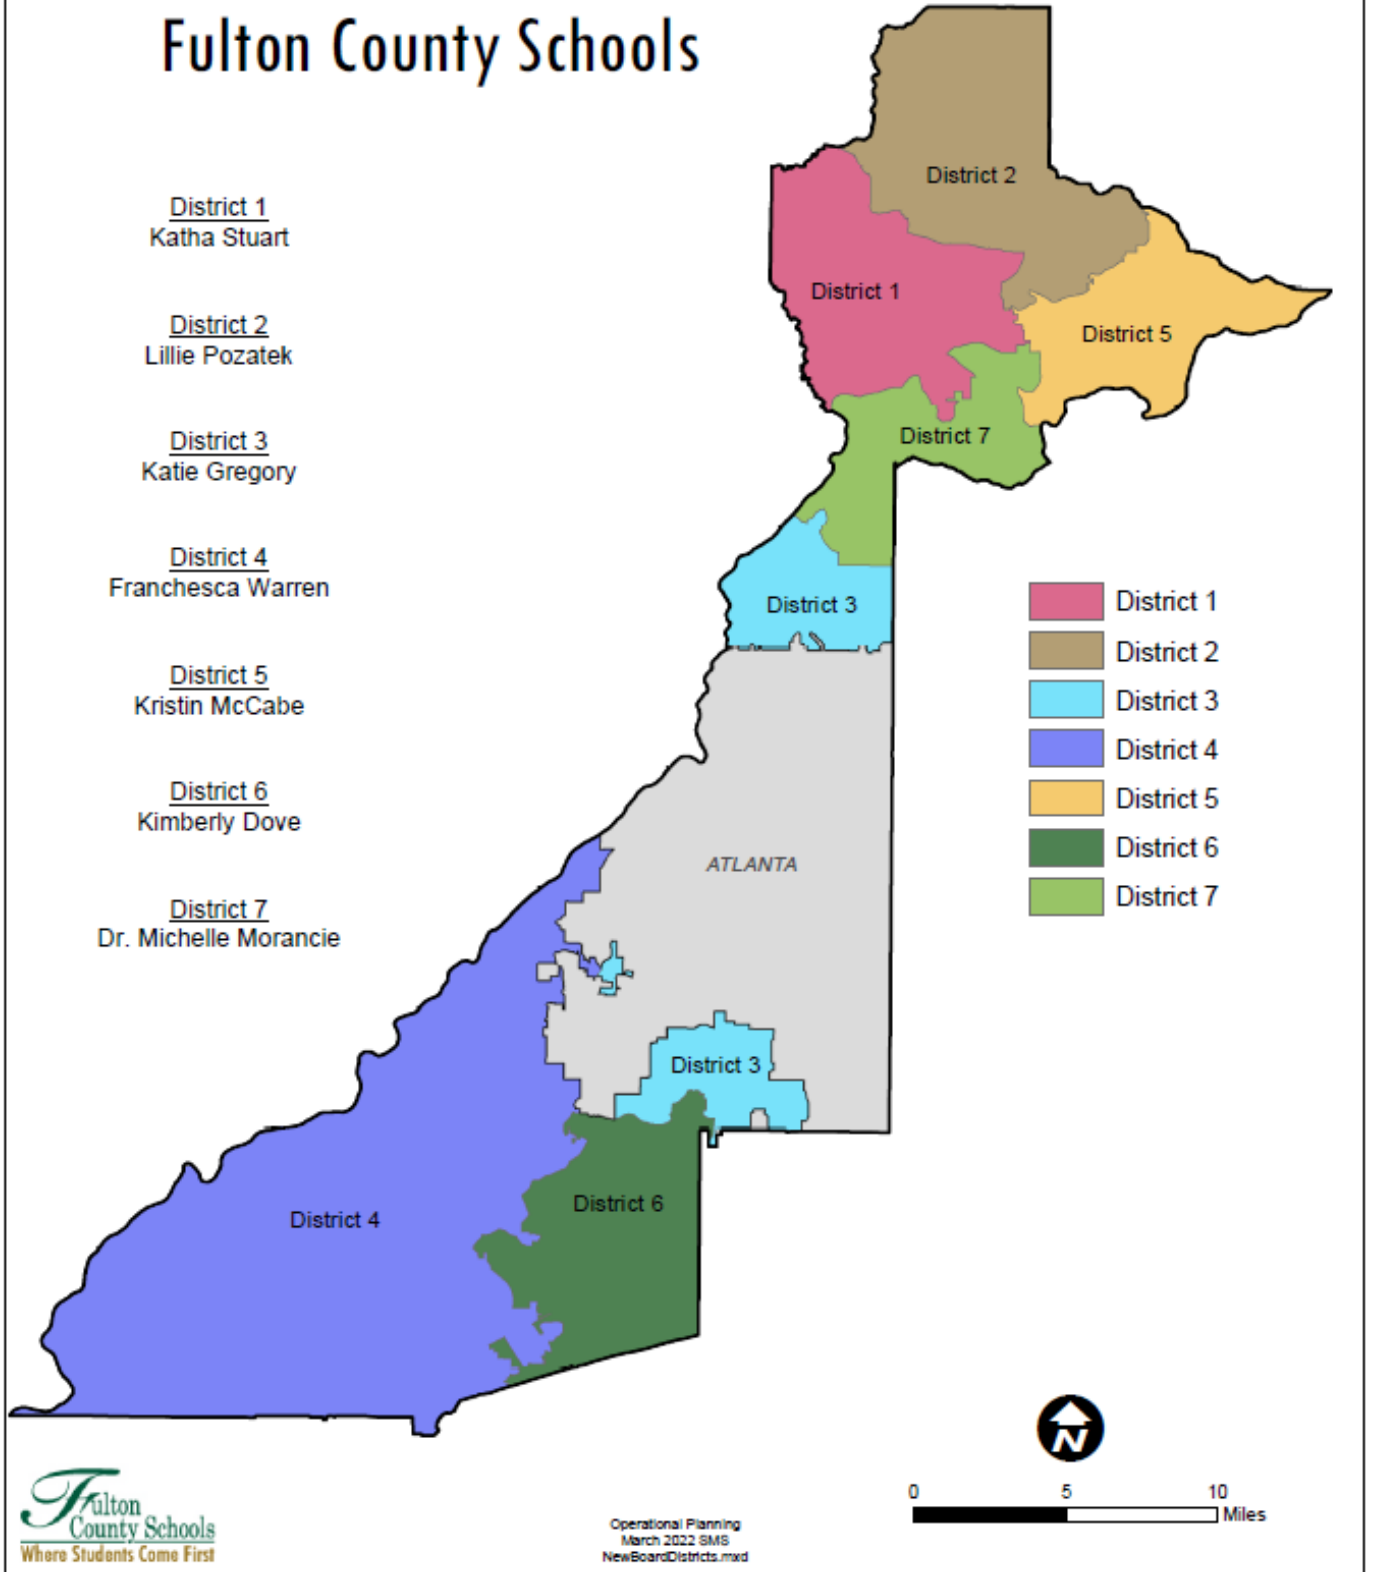 Fulton County Schools
District 1
Katha Stuart
District 2
Lillie Pozatek
District 3
Katie Gregory
District 4
Franchesca Warren
District 5
Kristin McCabe
District 6
Kimberly Dove
District 7
Dr. Michelle Morancie
District 2
District 1
District 5
District 7
District 3
ATLANTA
District 3
District 6
District 4
District 1
District 2
District 3
District 4
District 5
District 6
District 7
N
0 5 10
Miles
Fulton
County Schools
Where Students Come First
Operational Planning
March 2022 SMS
NewBoardDistricts.mxd